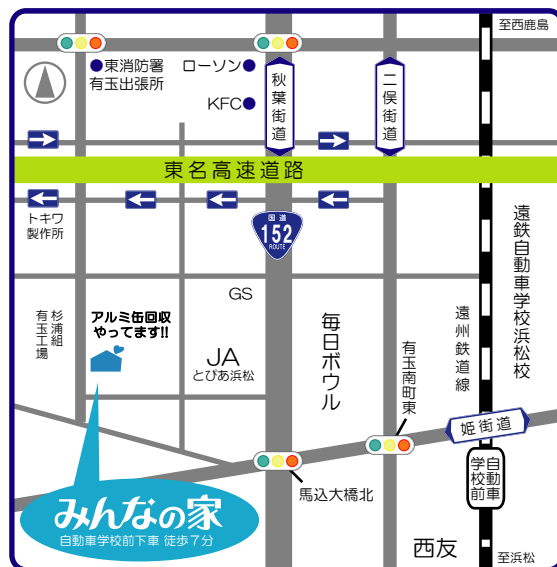 至西鹿島
東消防署
有玉出張所
ローソン
KFC
秋葉街道
二俣街道
東名高速道路
トキワ
製作所
国道
152
ROUTE
遠鉄自動車学校浜松校
GS
杉浦組
有玉工場
アルミ缶回収
やってます!!
JA
とぴあ浜松
毎日ボウル
有玉南町東
遠州鉄道線
姫街道
自動車
学校前
馬込大橋北
みんなの家
自動車学校前下車 徒歩7分
西友
至浜松